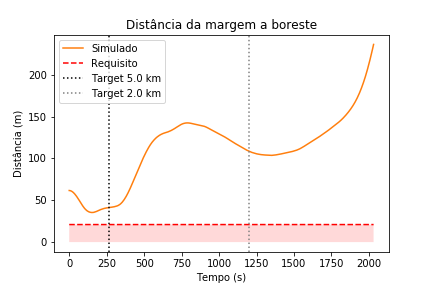 Distância da margem a boreste
Simulado
Requisito
Target 5.0 km
Target 2.0 km
Distância (m)
200
150
100
50
0
0 250 500 750 1000 1250 1500 1750 2000
Tempo (s)